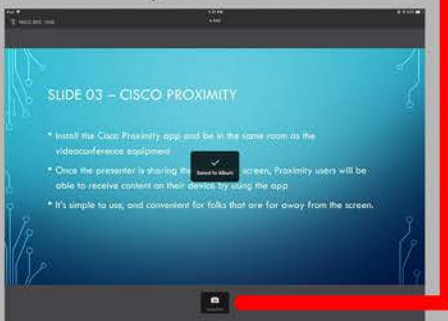 SLIDE 03 – CISCO PROXIMITY
* Install the Cisco Proximity app and be in the same room as the
videoconference equipment
* Once the presenter is sharing the screen, Proximity users will be
Saved to Album
able to receive content on their device by using the app
* It's simple to use, and convenient for folks that are far away from the screen.